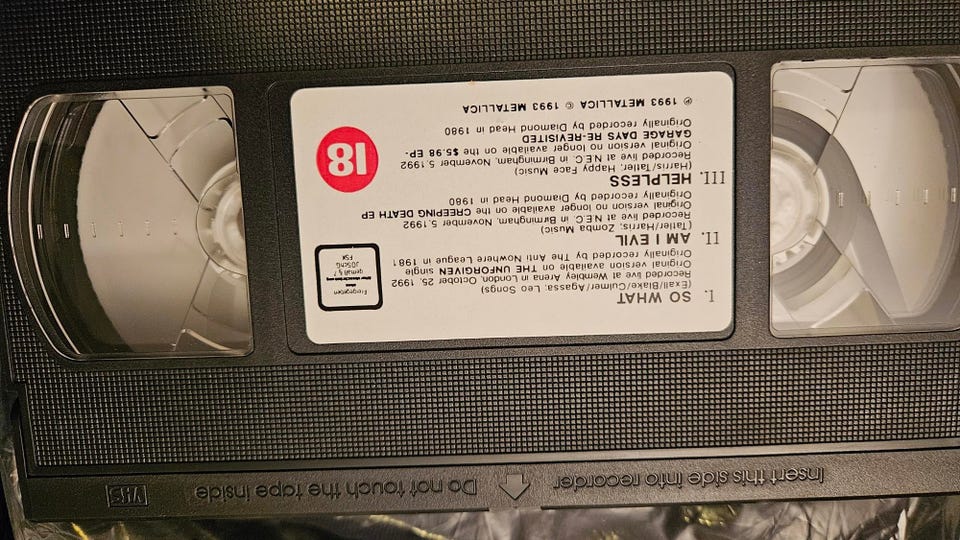 I. SO WHAT
(Exall/Blake/Culmer/Agassa; Leo Songs)
Recorded live at Wembley Arena in London, October, 25, 1992
Original version available on THE UNFORGIVEN single
Originally recorded by The Anti Nowhere League in 1981
II. AM I EVIL
(Tatler/Harris; Zomba Music)
Recorded live at N.E.C. in Birmingham, November, 5,1992
Original version no longer available on the CREEPING DEATH EP
Originally recorded by Diamond Head in 1980
III. HELPLESS
(Harris/Tatler; Happy Face Music)
Recorded live at N.E.C. in Birmingham, November, 5,1992
Original version no longer available on the $5.98 EP-
GARAGE DAYS RE-REVISITED
Originally recorded by Diamond Head in 1980
℗ 1993 METALLICA © 1993 METALLICA
Freigegeben
ohne
gemäß § 7
JÖSchG
FSK
18
Insert this side into recorder
Do not touch the tape inside
VHS